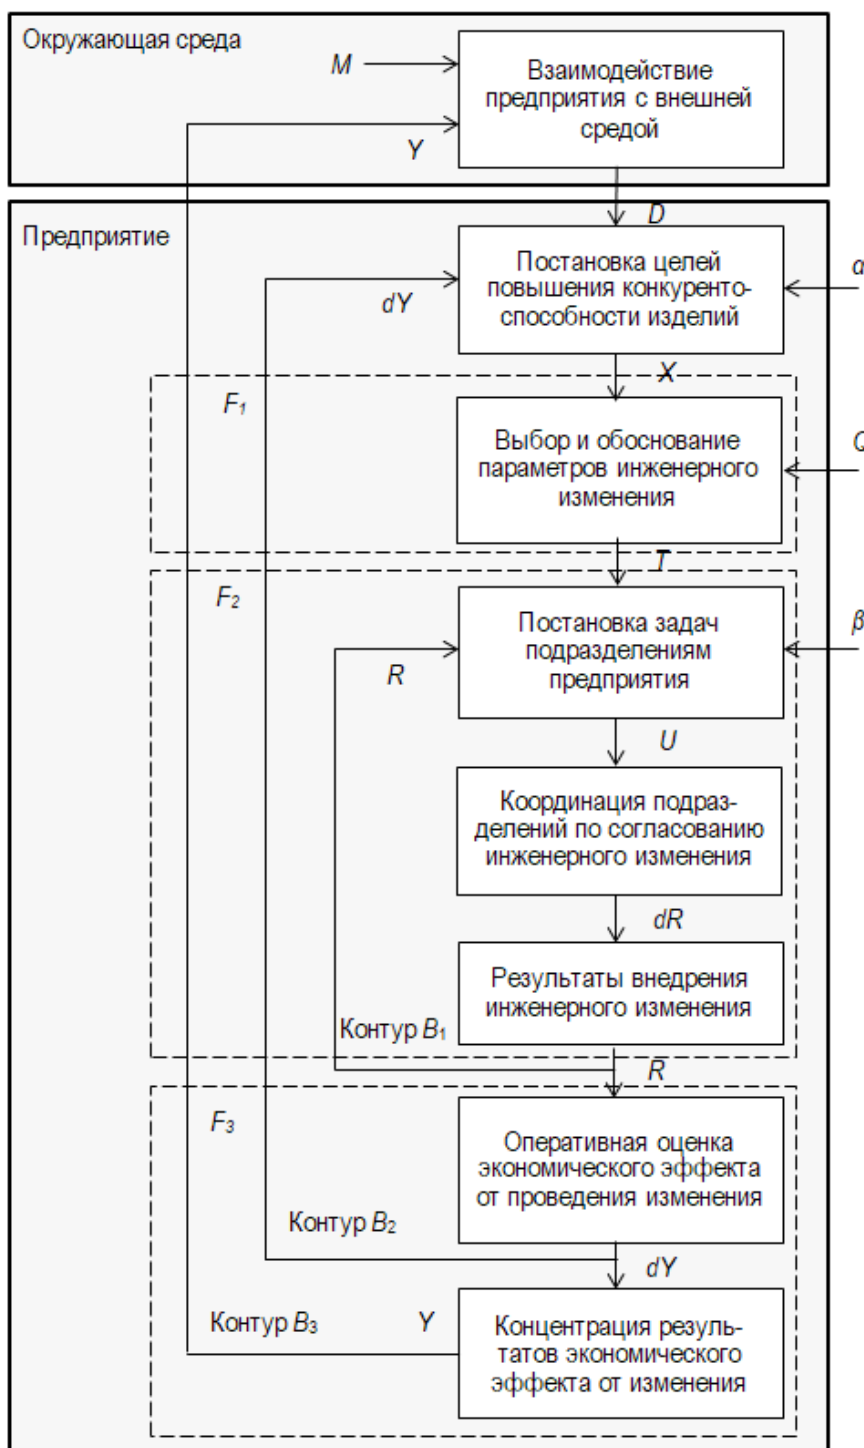 Окружающая среда
M
Взаимодействие
предприятия с внешней
средой
Y
D
Предприятие
Постановка целей
повышения конкуренто-
способности изделий
α
dY
X
F1
Выбор и обоснование
параметров инженерного
изменения
T
F2
Постановка задач
подразделениям
предприятия
β
R
U
Координация подраз-
делений по согласованию
инженерного изменения
dR
Результаты внедрения
инженерного изменения
Контур B1
R
F3
Оперативная оценка
экономического эффекта
от проведения изменения
Контур B2
dY
Контур B3
Y
Концентрация резуль-
татов экономического
эффекта от изменения